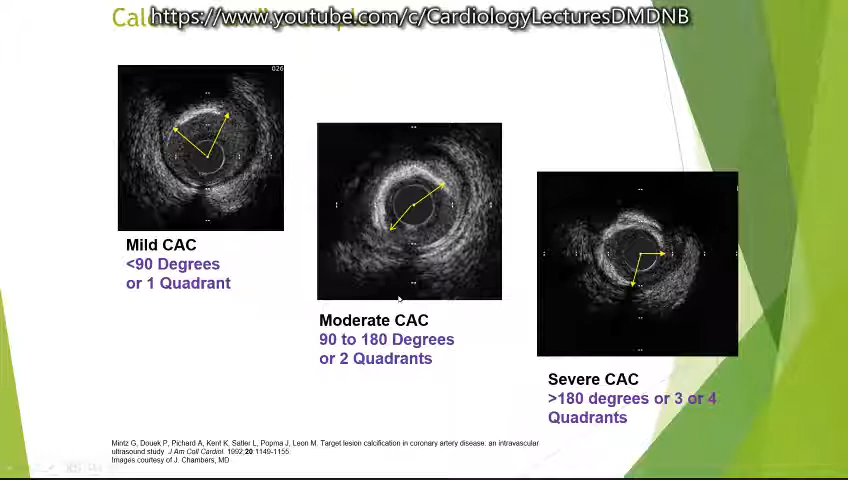 https://www.youtube.com/c/CardiologyLecturesDMDNB
026
Mild CAC
<90 Degrees
or 1 Quadrant
Moderate CAC
90 to 180 Degrees
or 2 Quadrants
Severe CAC
>180 degrees or 3 or 4
Quadrants
Mintz G, Douek P, Pichard A, Kent K, Satler L, Popma J, Leon M. Target lesion calcification in coronary artery disease: an intravascular
ultrasound study  J Am Coll Cardiol  1992;20:1149-1155.
Images courtesy of J. Chambers, MD